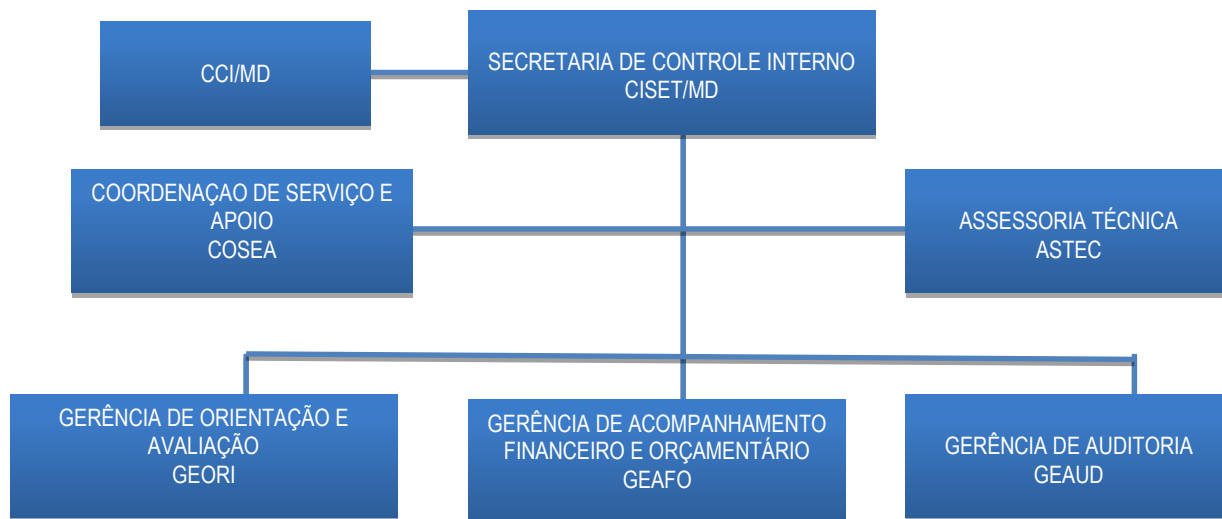 CCI/MD
SECRETARIA DE CONTROLE INTERNO
CISET/MD
COORDENAÇAO DE SERVIÇO E
APOIO
COSEA
ASSESSORIA TÉCNICA
ASTEC
GERÊNCIA DE ORIENTAÇÃO E
AVALIAÇÃO
GEORI
GERÊNCIA DE ACOMPANHAMENTO
FINANCEIRO E ORÇAMENTÁRIO
GEAFO
GERÊNCIA DE AUDITORIA
GEAUD